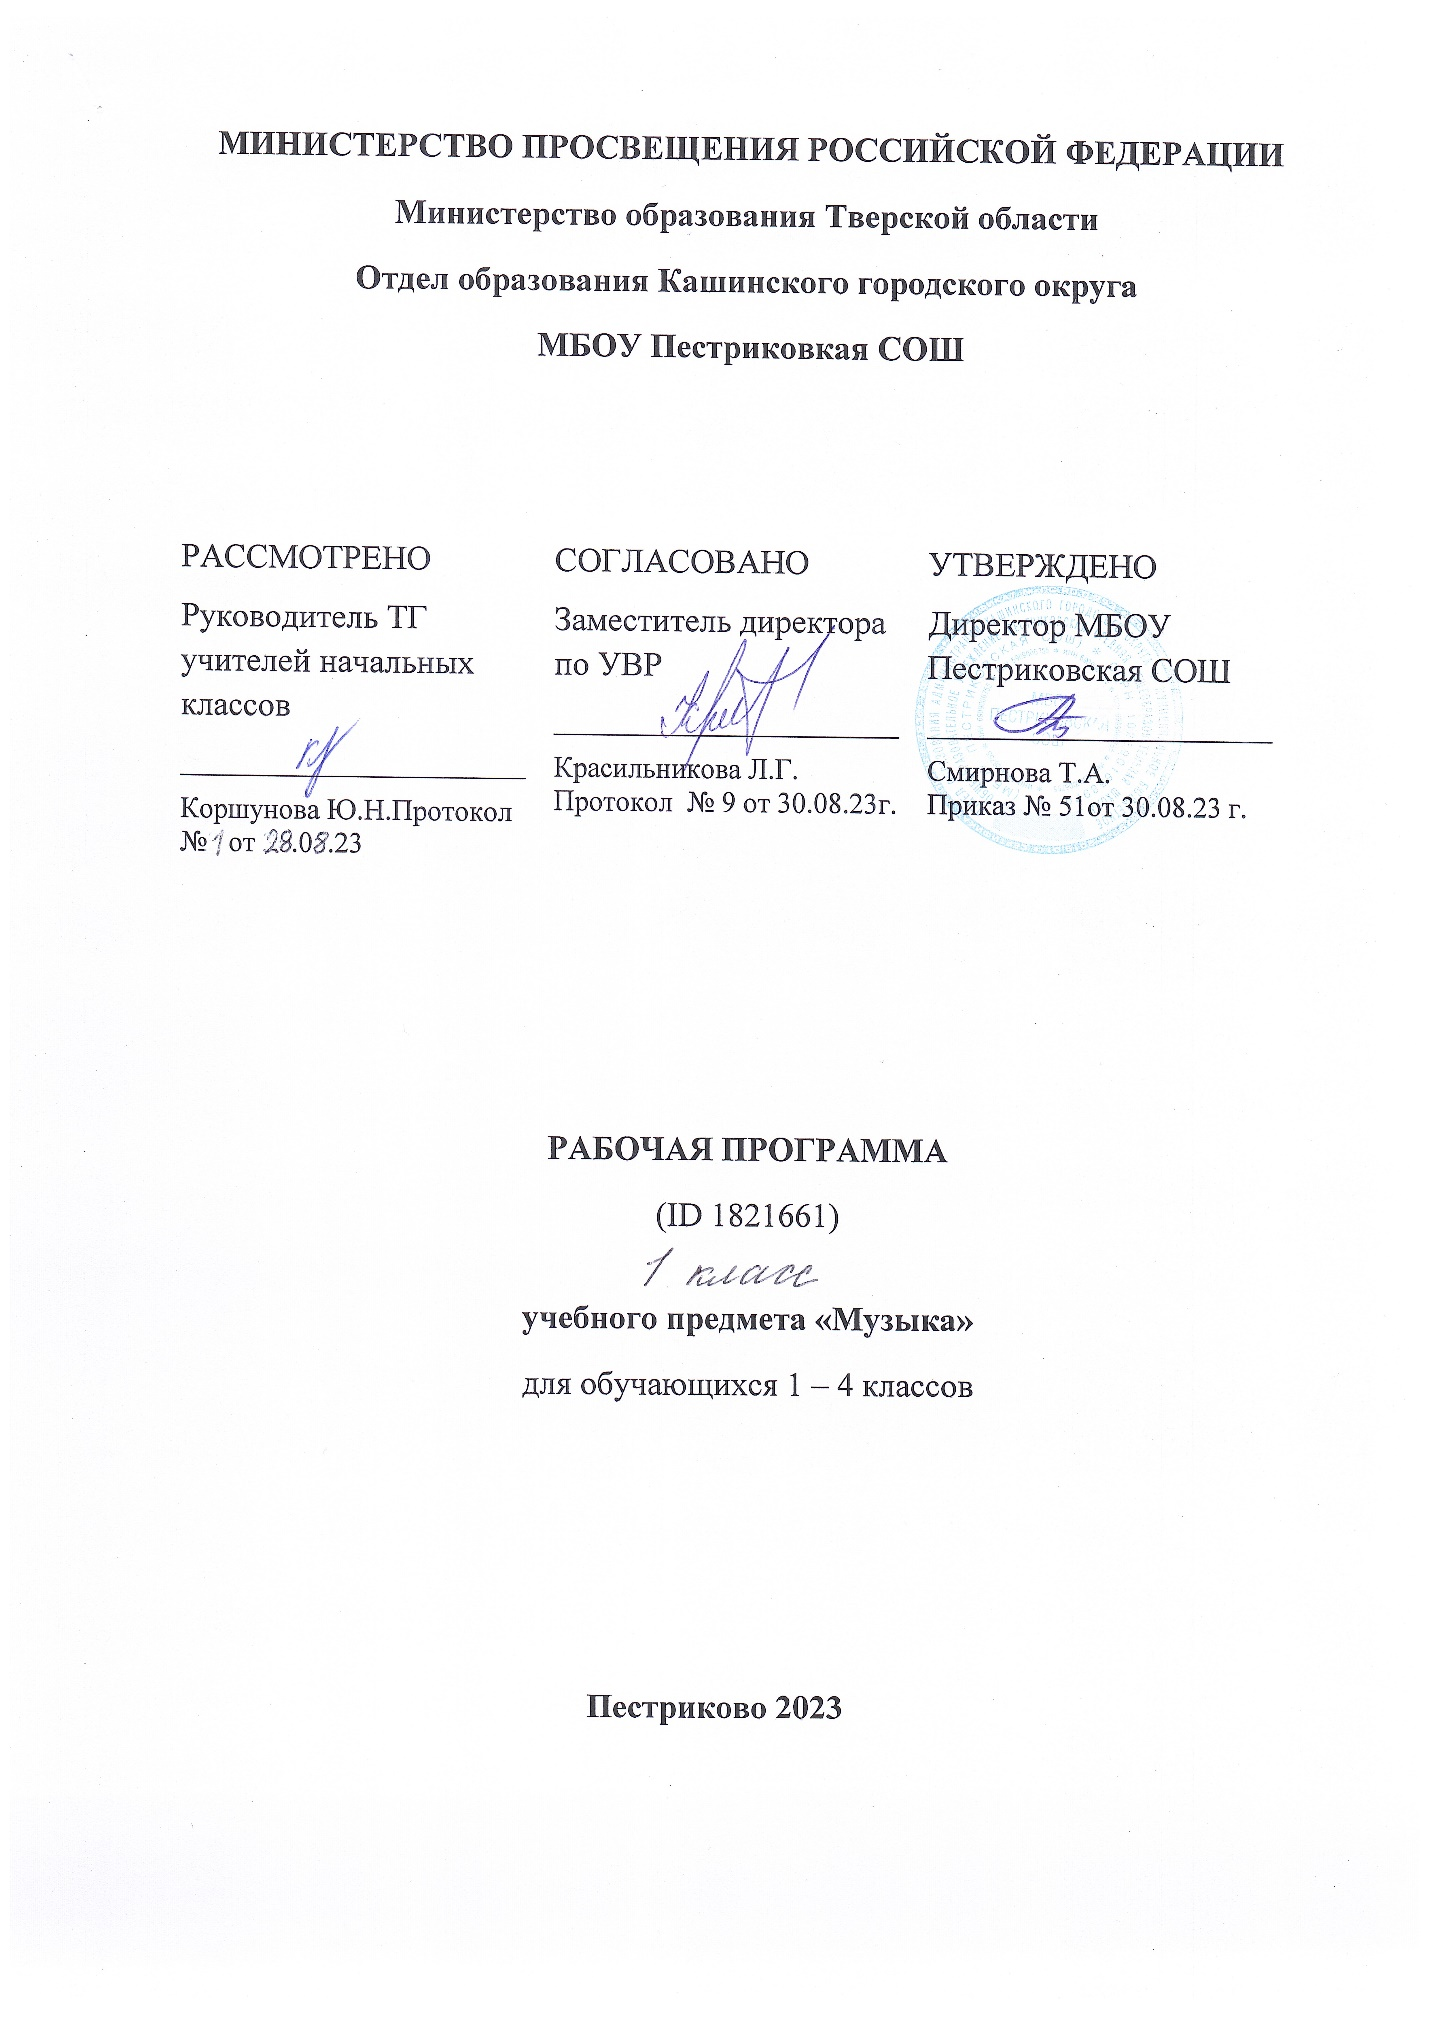 МИНИСТЕРСТВО ПРОСВЕЩЕНИЯ РОССИЙСКОЙ ФЕДЕРАЦИИ
Министерство образования Тверской области
Отдел образования Кашинского городского округа
МБОУ Пестриковкая СОШ
РАССМОТРЕНО
Руководитель ТГ
учителей начальных
классов
Коршунова Ю.Н.Протокол
№ 1 от 28.08.23
СОГЛАСОВАНО
Заместитель директора
по УВР
Красильникова Л.Г.
Протокол № 9 от 30.08.23г.
УТВЕРЖДЕНО
Директор МБОУ
Пестриковская СОШ
Смирнова Т.А.
Приказ № 51от 30.08.23 г.
РАБОЧАЯ ПРОГРАММА
(ID 1821661)
1 класс
учебного предмета «Музыка»
для обучающихся 1 – 4 классов
Пестриково 2023